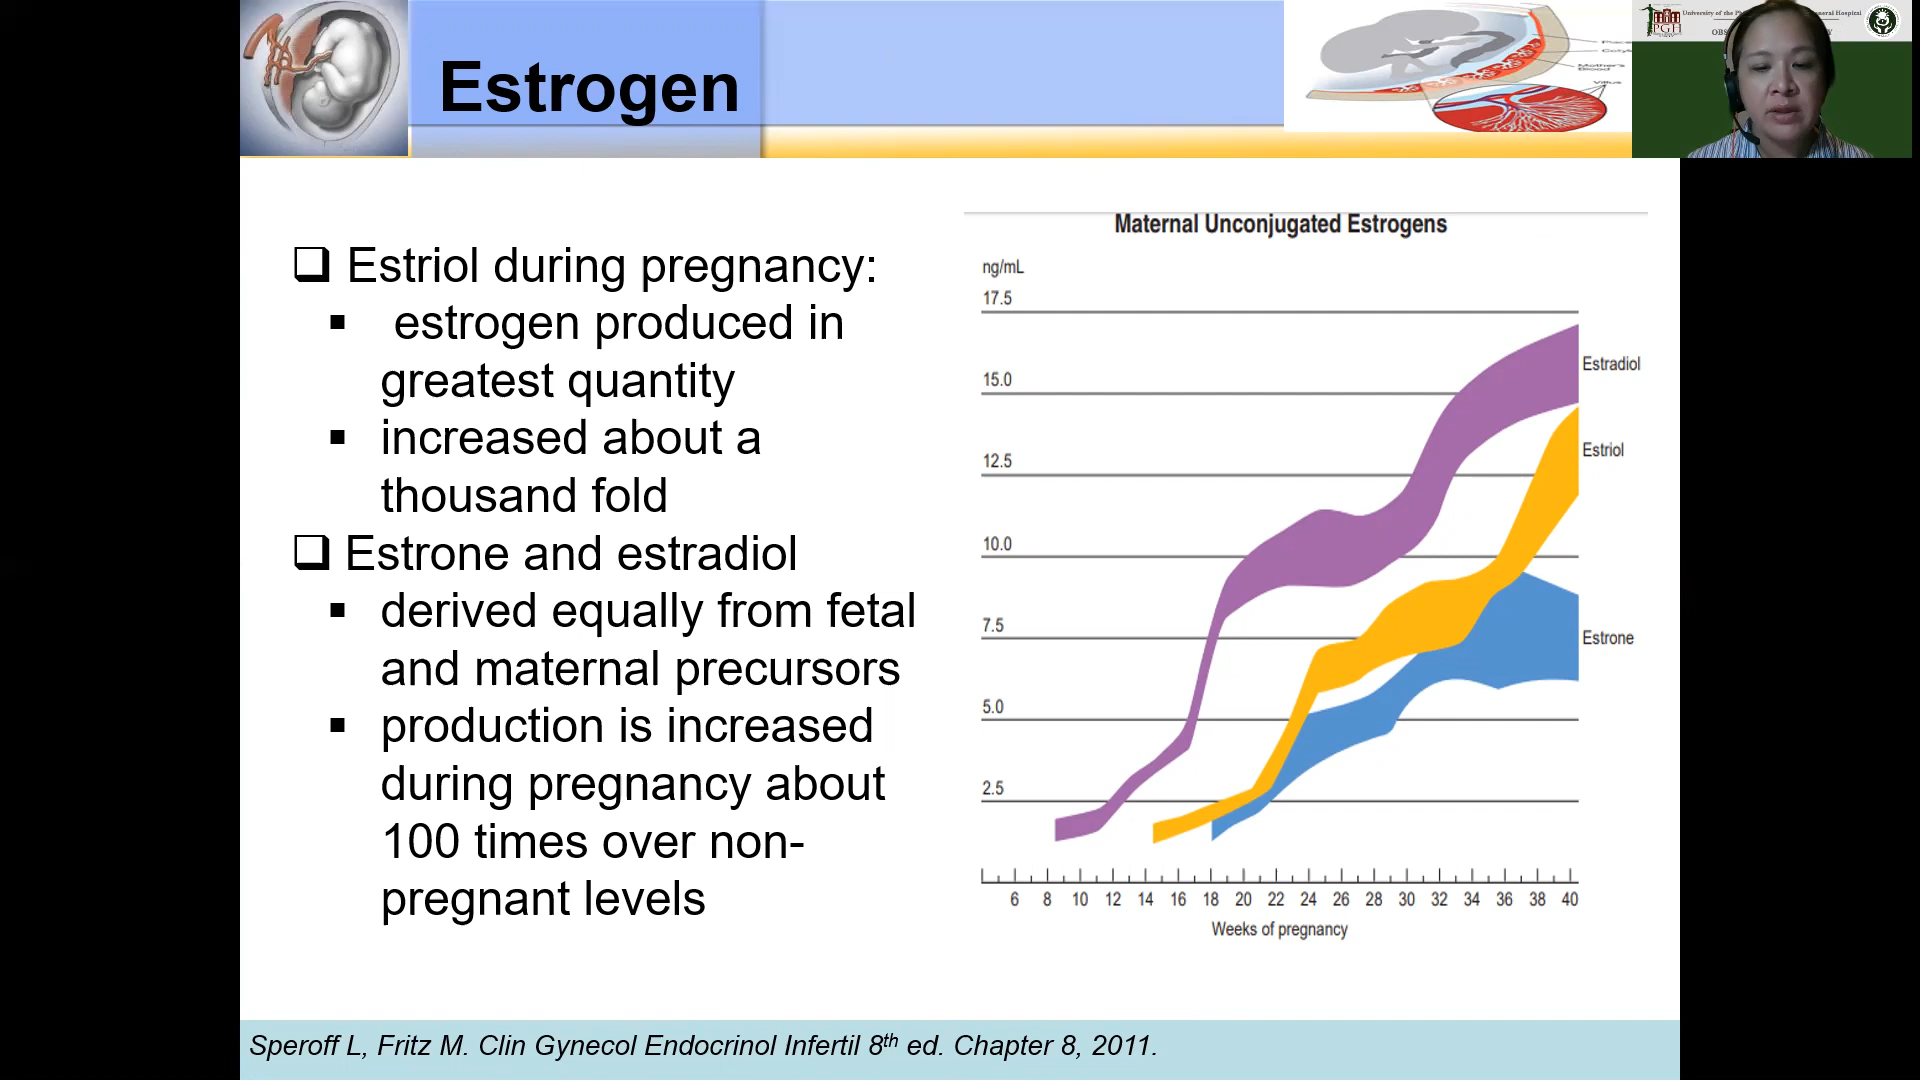 Estrogen
Villus
PGH
Estriol during pregnancy:
estrogen produced in
greatest quantity
increased about a
thousand fold
Estrone and estradiol
derived equally from fetal
and maternal precursors
production is increased
during pregnancy about
100 times over non-
pregnant levels
Maternal Unconjugated Estrogens
ng/mL
17.5
15.0
12.5
10.0
7.5
5.0
2.5
Estradiol
Estriol
Estrone
6 8 10 12 14 16 18 20 22 24 26 28 30 32 34 36 38 40
Weeks of pregnancy
Speroff L, Fritz M. Clin Gynecol Endocrinol Infertil 8th ed. Chapter 8, 2011.